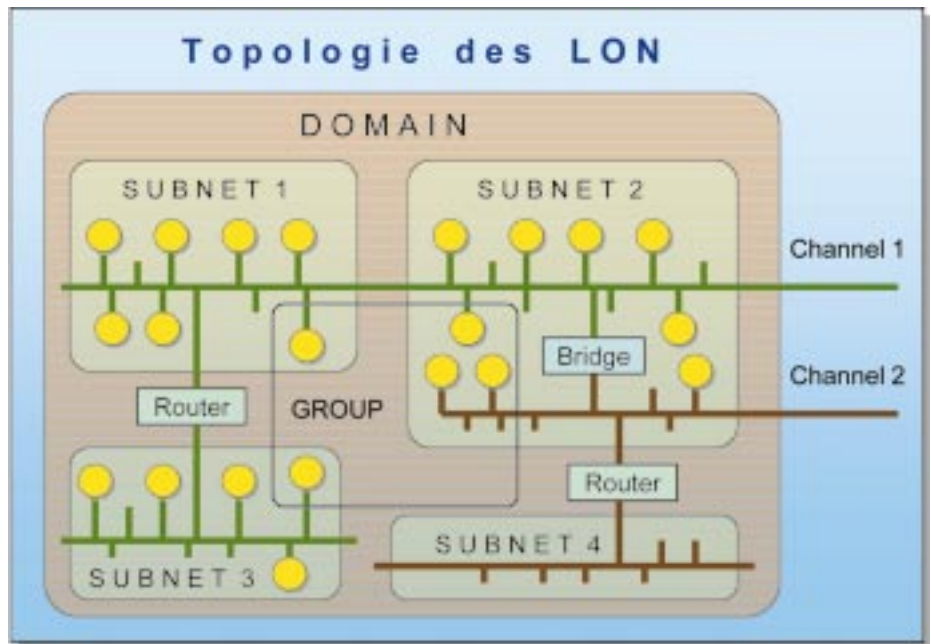 Topologie des LON
DOMAIN
SUBNET 1
SUBNET 2
Channel 1
Bridge
Channel 2
Router
GROUP
Router
SUBNET 4
SUBNET 3